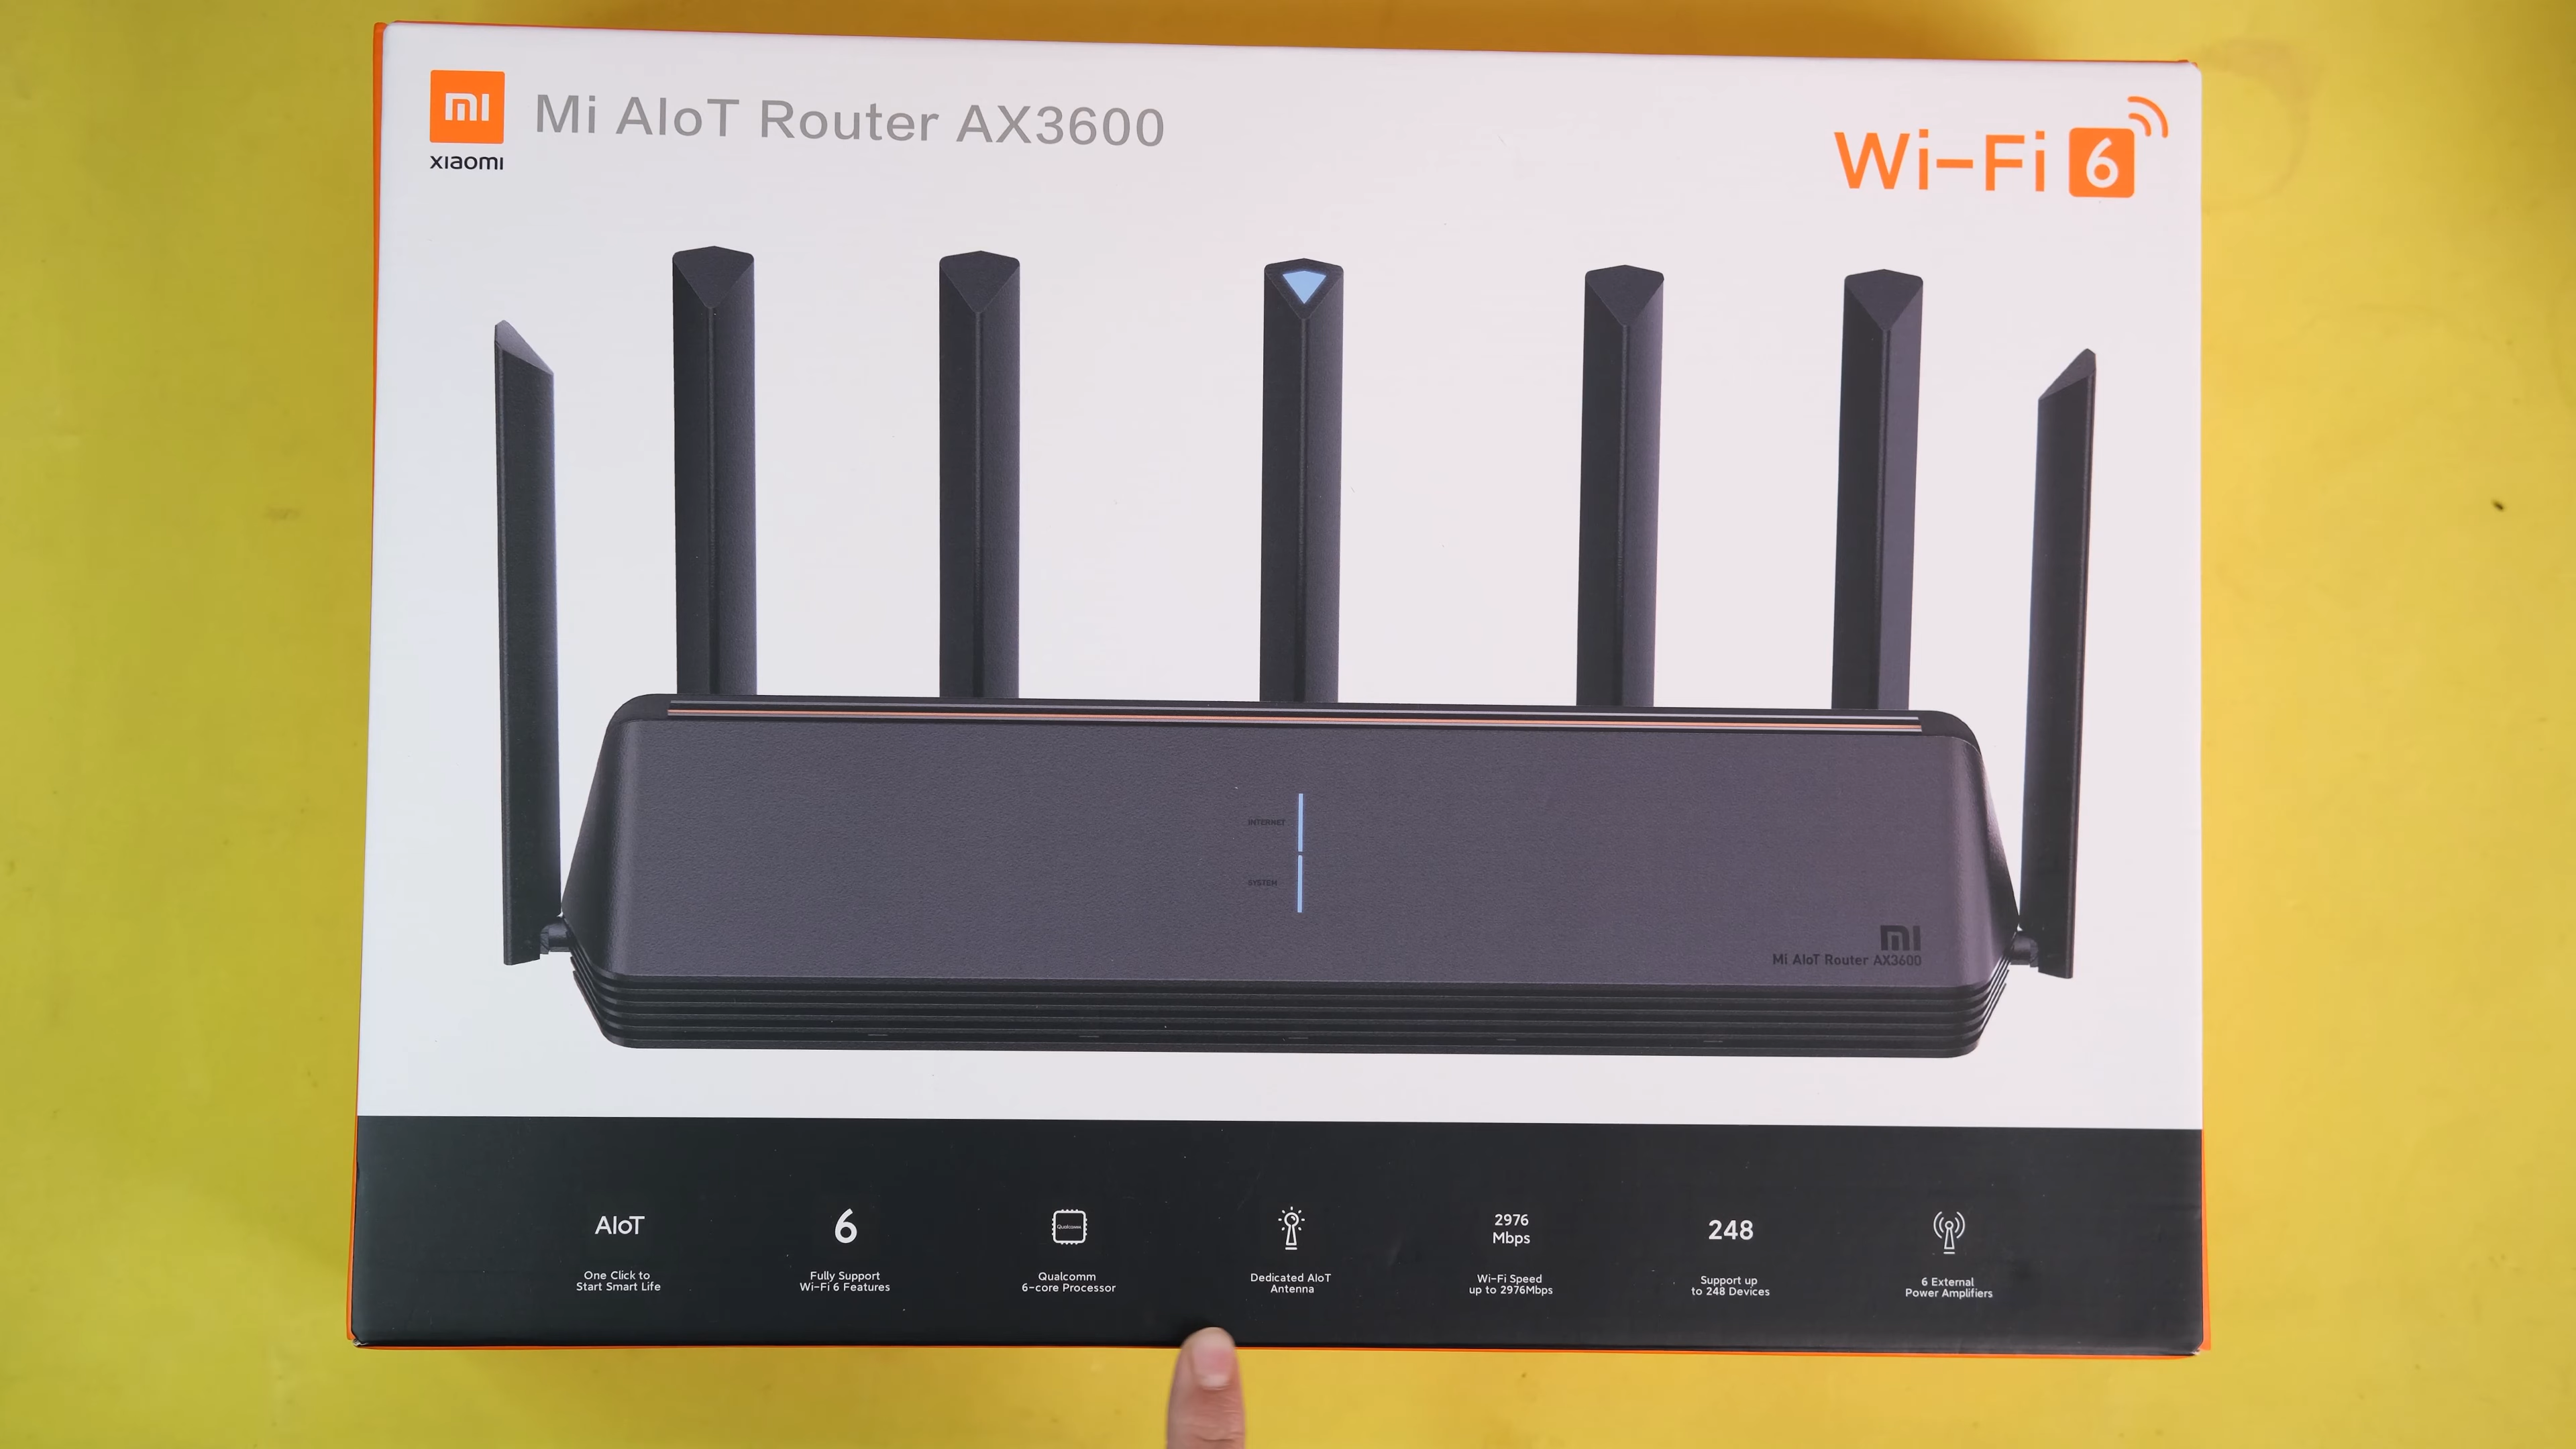 mi
xiaomi
Mi AIoT Router AX3600
Wi-Fi 6
INTERNET
SYSTEM
mi
Mi AIoT Router AX3600
AIoT
One Click to
Start Smart Life
6
Fully Support
Wi-Fi 6 Features
Qualcomm
Qualcomm
6-core Processor
Dedicated AIoT
Antenna
2976
Mbps
Wi-Fi Speed
up to 2976Mbps
248
Support up
to 248 Devices
6 External
Power Amplifiers